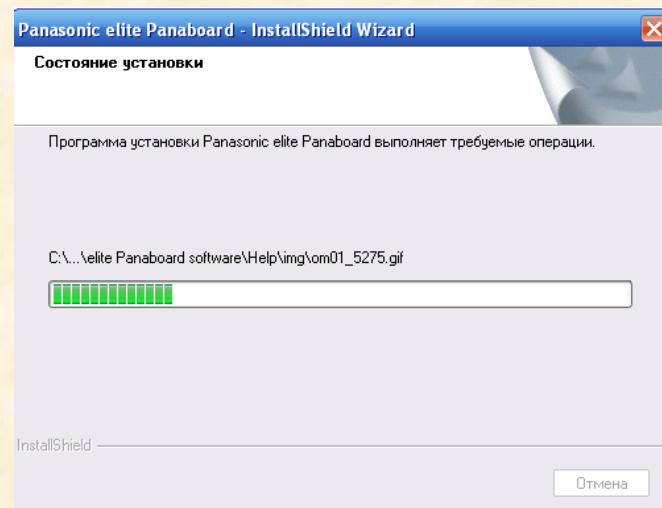 Panasonic elite Panaboard - InstallShield Wizard
Состояние установки
Программа установки Panasonic elite Panaboard выполняет требуемые операции.
C:\...\elite Panaboard software\Help\img\om01_5275.gif
InstallShield
Отмена